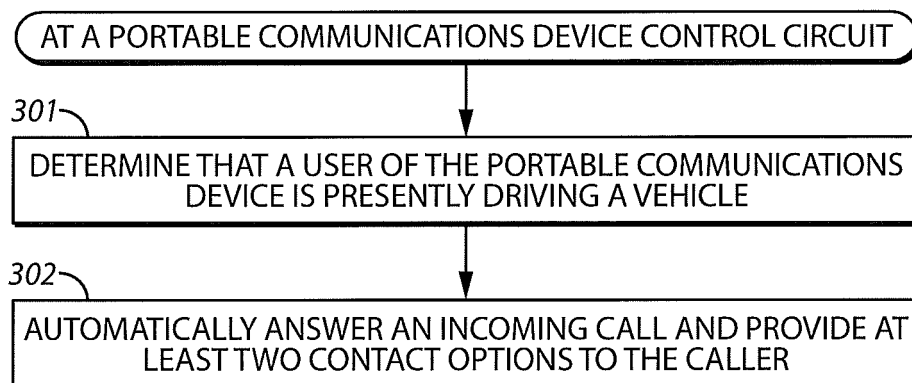 AT A PORTABLE COMMUNICATIONS DEVICE CONTROL CIRCUIT
301
DETERMINE THAT A USER OF THE PORTABLE COMMUNICATIONS
DEVICE IS PRESENTLY DRIVING A VEHICLE
302
AUTOMATICALLY ANSWER AN INCOMING CALL AND PROVIDE AT
LEAST TWO CONTACT OPTIONS TO THE CALLER